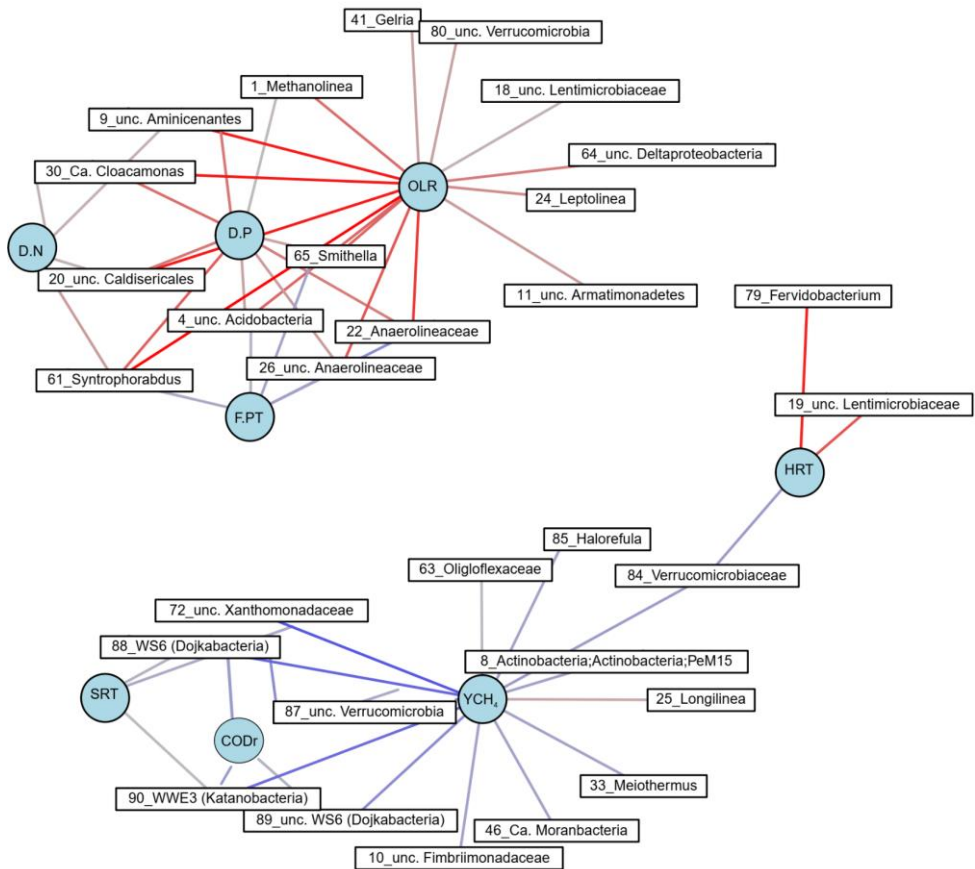 41_Gelria
80_unc. Verrucomicrobia
1_Methanolinea
18_unc. Lentimicrobiaceae
9_unc. Aminicenantes
64_unc. Deltaproteobacteria
30_Ca. Cloacamonas
OLR
24_Leptolinea
D.N
D.P
65_Smithella
20_unc. Caldisericales
11_unc. Armatimonadetes
79_Fervidobacterium
4_unc. Acidobacteria
22_Anaerolineaceae
26_unc. Anaerolineaceae
61_Syntrophorabdus
19_unc. Lentimicrobiaceae
F.PT
HRT
85_Halorefula
63_Oligloflexaceae
84_Verrucomicrobiaceae
72_unc. Xanthomonadaceae
88_WS6 (Dojkabacteria)
8_Actinobacteria;Actinobacteria;PeM15
SRT
YCH₄
25_Longilinea
87_unc. Verrucomicrobia
CODr
33_Meiothermus
90_WWE3 (Katanobacteria)
89_unc. WS6 (Dojkabacteria)
46_Ca. Moranbacteria
10_unc. Fimbriimonadaceae